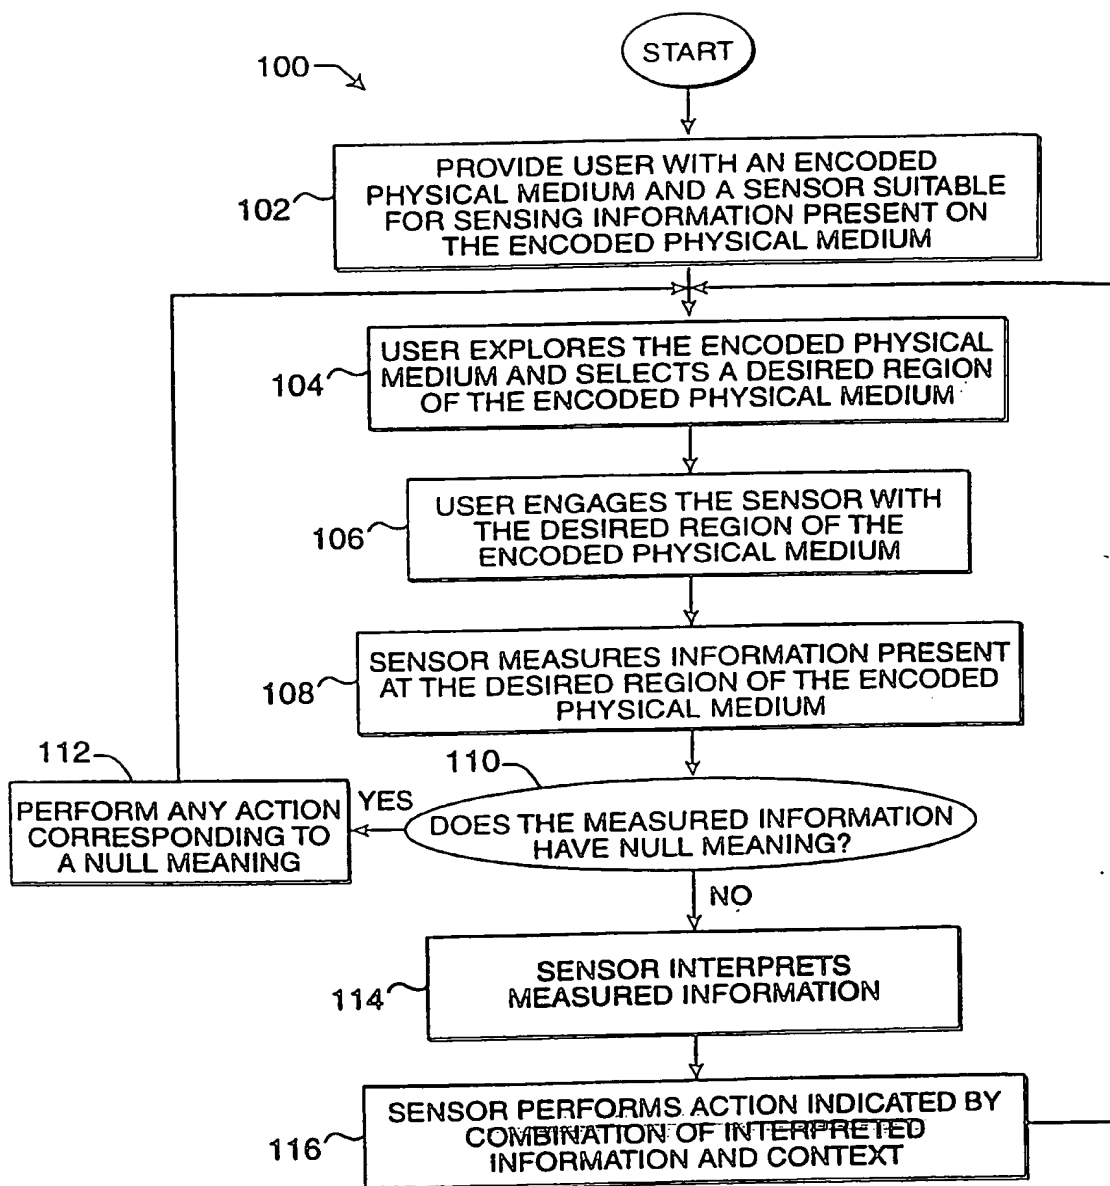 START
100
PROVIDE USER WITH AN ENCODED
PHYSICAL MEDIUM AND A SENSOR SUITABLE
FOR SENSING INFORMATION PRESENT ON
THE ENCODED PHYSICAL MEDIUM
102
USER EXPLORES THE ENCODED PHYSICAL
MEDIUM AND SELECTS A DESIRED REGION
OF THE ENCODED PHYSICAL MEDIUM
104
USER ENGAGES THE SENSOR WITH
THE DESIRED REGION OF THE
ENCODED PHYSICAL MEDIUM
106
SENSOR MEASURES INFORMATION PRESENT
AT THE DESIRED REGION OF THE ENCODED
PHYSICAL MEDIUM
108
112
110
YES
PERFORM ANY ACTION
CORRESPONDING TO
A NULL MEANING
DOES THE MEASURED INFORMATION
HAVE NULL MEANING?
NO
SENSOR INTERPRETS
MEASURED INFORMATION
114
SENSOR PERFORMS ACTION INDICATED BY
COMBINATION OF INTERPRETED
INFORMATION AND CONTEXT
116